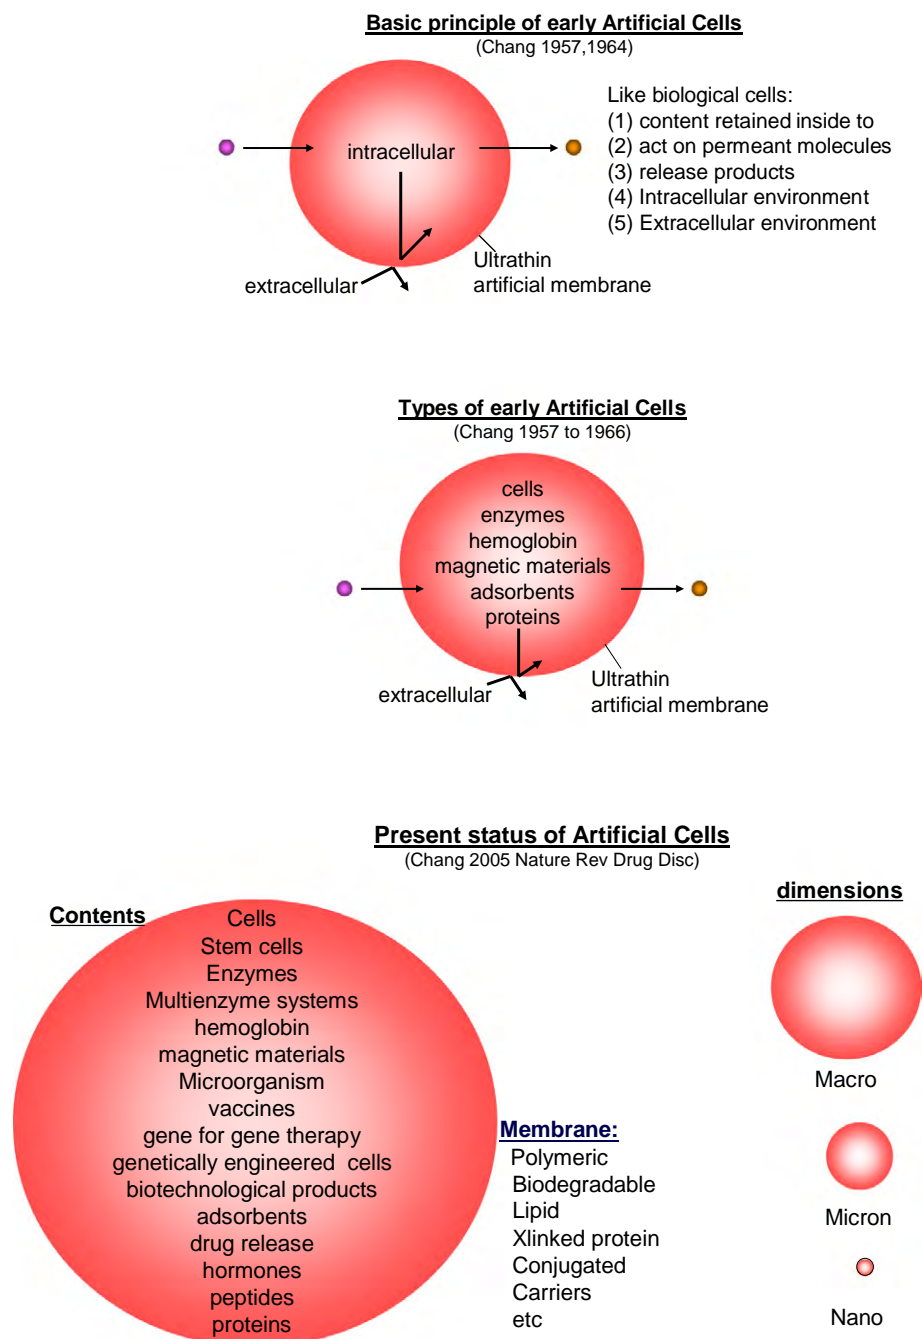 Basic principle of early Artificial Cells
(Chang 1957,1964)
Like biological cells:
(1) content retained inside to
(2) act on permeant molecules
(3) release products
(4) Intracellular environment
(5) Extracellular environment
intracellular
Ultrathin
artificial membrane
extracellular
Types of early Artificial Cells
(Chang 1957 to 1966)
cells
enzymes
hemoglobin
magnetic materials
adsorbents
proteins
Ultrathin
artificial membrane
extracellular
Present status of Artificial Cells
(Chang 2005 Nature Rev Drug Disc)
Contents
Cells
Stem cells
Enzymes
Multienzyme systems
hemoglobin
magnetic materials
Microorganism
vaccines
gene for gene therapy
genetically engineered cells
biotechnological products
adsorbents
drug release
hormones
peptides
proteins
Membrane:
Polymeric
Biodegradable
Lipid
Xlinked protein
Conjugated
Carriers
etc
dimensions
Macro
Micron
Nano